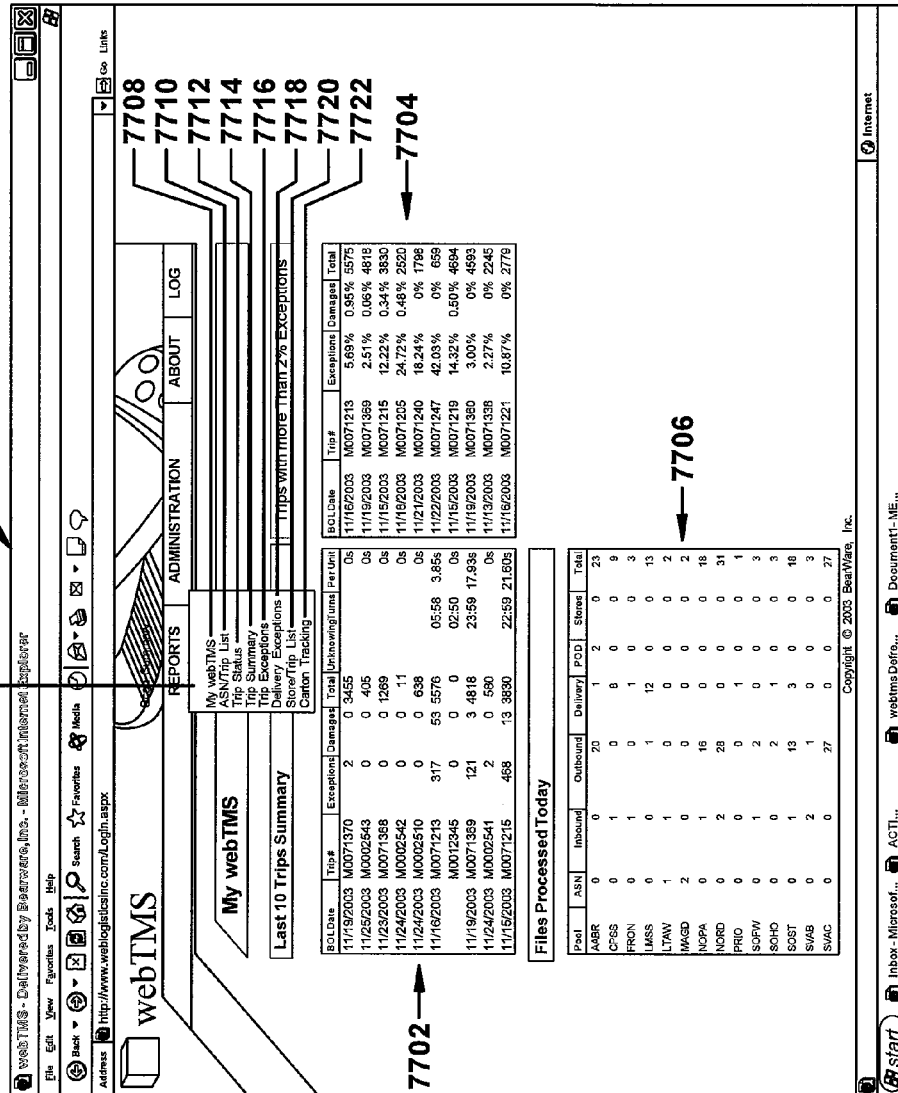 webTMS - Delivered by Bearware, Inc. - Microsoft Internet Explorer
File Edit View Favorites Tools Help
Back Search Favorites Media
Address http://www.weblogisticsinc.com/LogIn.aspx Go Links
webTMS
REPORTS ADMINISTRATION ABOUT LOG
My webTMS
My webTMS
ASN/Trip List
Trip Status
Trip Summary
Trip Exceptions
Delivery Exceptions
Store/Trip List
Carton Tracking
7708
7710
7712
7714
7716
7718
7720
7722
7704
Last 10 Trips Summary
BOLDate Trip# Exceptions Damages Total UnknowingTurns Per Unit
11/19/2003 M0071370 2 0 3455 0s
11/25/2003 M0002543 0 0 405 0s
11/23/2003 M0071368 0 0 1269 0s
11/24/2003 M0002542 0 0 11 0s
11/24/2003 M0002510 0 0 638 0s
11/16/2003 M0071213 317 53 5576 05:58 3.85s
M0012345 0 0 02:50 0s
11/19/2003 M0071369 121 3 4818 23:59 17.93s
11/24/2003 M0002541 2 0 580 0s
11/15/2003 M0071215 468 13 3830 22:59 21.60s
7702
Trips with more Than 2% Exceptions
BOLDate Trip# Exceptions Damages Total
11/16/2003 M0071213 5.69% 0.95% 5575
11/19/2003 M0071369 2.51% 0.06% 4818
11/15/2003 M0071215 12.22% 0.34% 3830
11/16/2003 M0071205 24.72% 0.48% 2520
11/21/2003 M0071240 18.24% 0% 1798
11/22/2003 M0071247 42.03% 0% 659
11/15/2003 M0071219 14.32% 0.50% 4694
11/19/2003 M0071360 3.00% 0% 4593
11/13/2003 M0071338 2.27% 0% 2245
11/16/2003 M0071221 10.87% 0% 2779
Files Processed Today
Pool ASN Inbound Outbound Delivery POD Stores Total
AABR 0 0 20 1 2 0 23
CPSS 0 1 0 8 0 0 9
FRON 0 1 0 1 0 0 3
LMSS 0 0 1 12 0 0 13
LTAW 1 1 0 0 0 0 2
MAGD 2 0 0 0 0 0 2
NOPA 0 1 16 0 0 0 18
NORD 0 2 28 0 0 0 31
PRIO 0 0 0 1 0 0 1
SOFW 0 1 2 0 0 0 3
SOHO 0 0 2 1 0 0 3
SOST 0 1 13 3 0 0 18
SVAB 0 2 1 0 0 0 3
SVAC 0 0 27 0 0 0 27
7706
Copyright © 2003 BearWare, Inc.
Internet
start Inbox - Microsof... ACTI... webtms Defre... Document1 - ME...